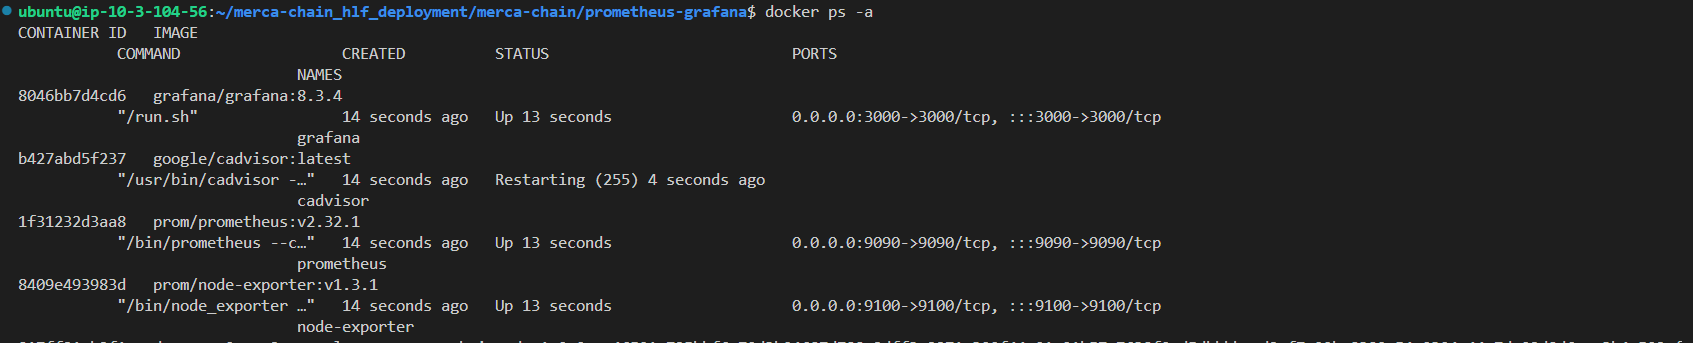 ubuntu@ip-10-3-104-56:~/merca-chain_hlf_deployment/merca-chain/prometheus-grafana$ docker ps -a
CONTAINER ID   IMAGE
COMMAND   CREATED   STATUS   PORTS
NAMES
8046bb7d4cd6   grafana/grafana:8.3.4
"/run.sh"   14 seconds ago   Up 13 seconds   0.0.0.0:3000->3000/tcp, :::3000->3000/tcp
grafana
b427abd5f237   google/cadvisor:latest
"/usr/bin/cadvisor -…"   14 seconds ago   Restarting (255) 4 seconds ago
cadvisor
1f31232d3aa8   prom/prometheus:v2.32.1
"/bin/prometheus --c…"   14 seconds ago   Up 13 seconds   0.0.0.0:9090->9090/tcp, :::9090->9090/tcp
prometheus
8409e493983d   prom/node-exporter:v1.3.1
"/bin/node_exporter …"   14 seconds ago   Up 13 seconds   0.0.0.0:9100->9100/tcp, :::9100->9100/tcp
node-exporter